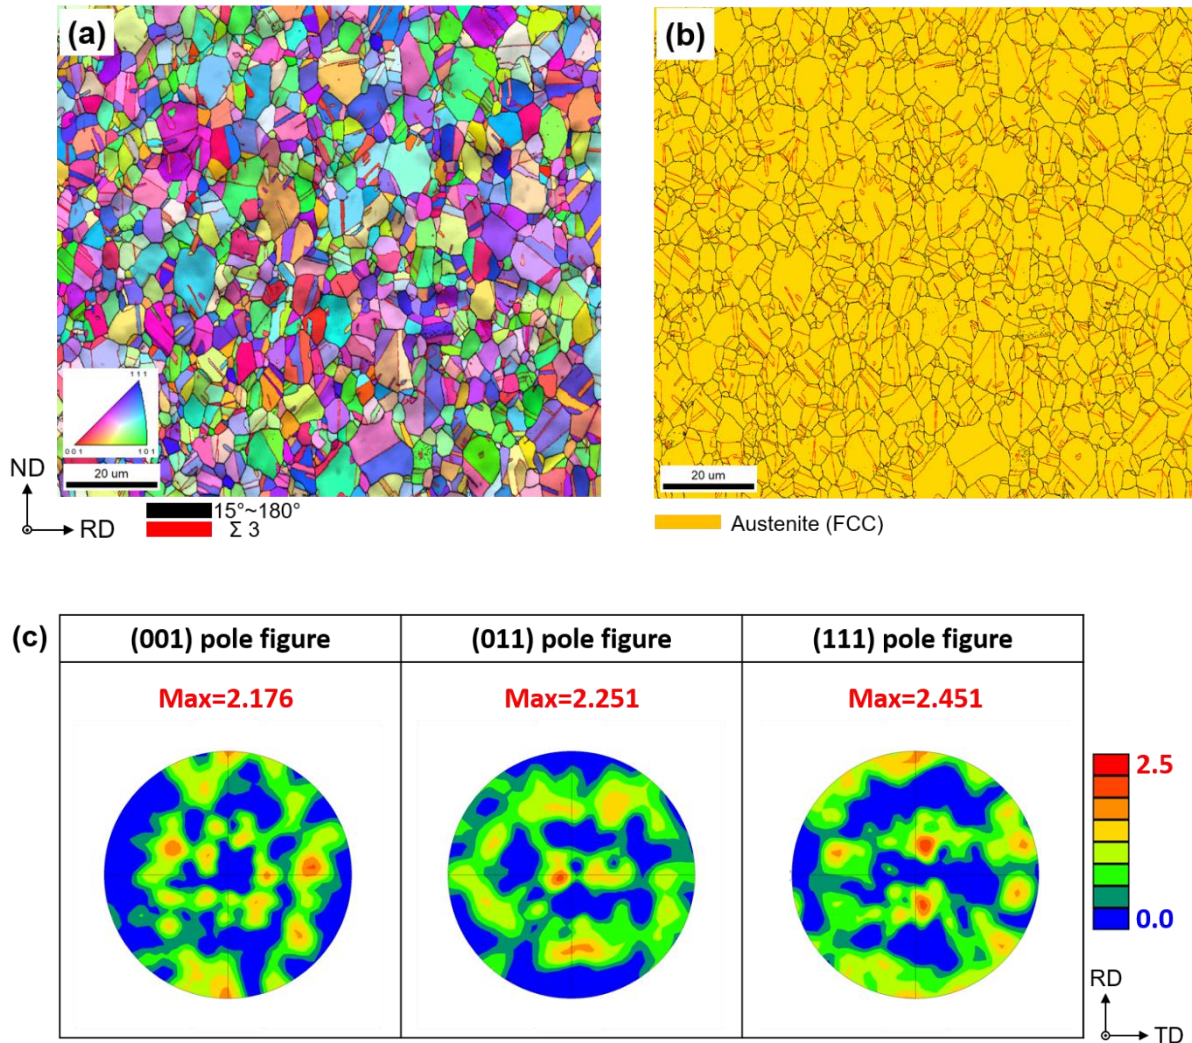 (a)
111
001
101
20 um
ND
RD
15°~180°
Σ 3
(b)
20 um
Austenite (FCC)
(c)
(001) pole figure
(011) pole figure
(111) pole figure
Max=2.176
Max=2.251
Max=2.451
2.5
0.0
RD
TD